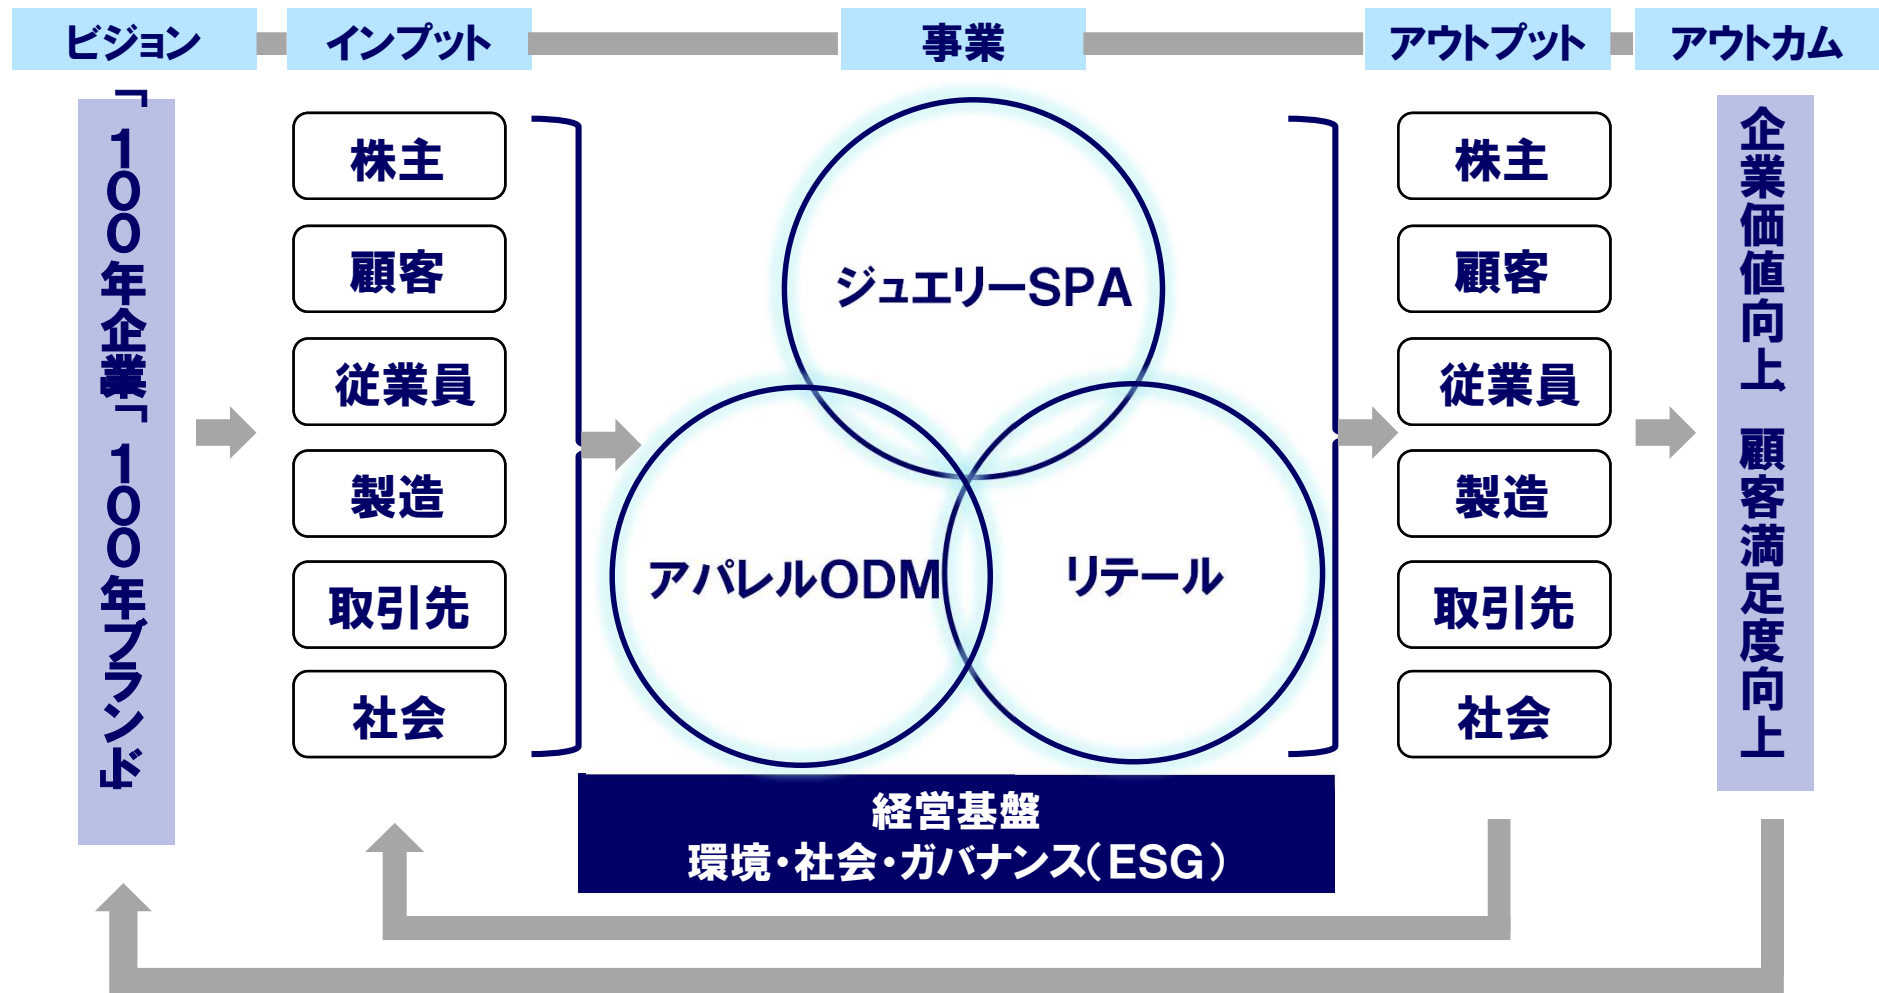 ビジョン
インプット
事業
アウトプット
アウトカム
「１００年企業」「１００年ブランド」
株主
顧客
従業員
製造
取引先
社会
ジュエリーSPA
アパレルODM
リテール
経営基盤
環境・社会・ガバナンス（ESG）
株主
顧客
従業員
製造
取引先
社会
企業価値向上、顧客満足度向上